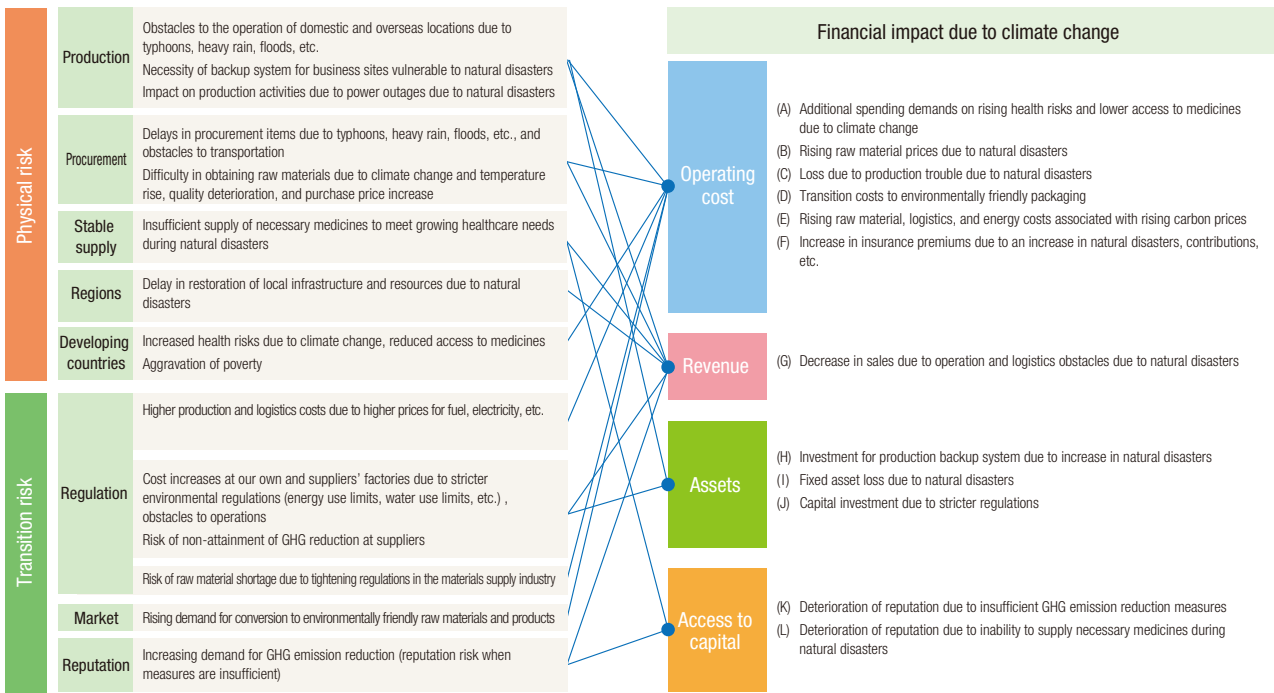 Physical risk
Production
Obstacles to the operation of domestic and overseas locations due to
typhoons, heavy rain, floods, etc.
Necessity of backup system for business sites vulnerable to natural disasters
Impact on production activities due to power outages due to natural disasters
Procurement
Delays in procurement items due to typhoons, heavy rain, floods, etc., and
obstacles to transportation
Difficulty in obtaining raw materials due to climate change and temperature
rise, quality deterioration, and purchase price increase
Stable
supply
Insufficient supply of necessary medicines to meet growing healthcare needs
during natural disasters
Regions
Delay in restoration of local infrastructure and resources due to natural
disasters
Developing
countries
Increased health risks due to climate change, reduced access to medicines
Aggravation of poverty
Transition risk
Regulation
Higher production and logistics costs due to higher prices for fuel, electricity, etc.
Cost increases at our own and suppliers' factories due to stricter
environmental regulations (energy use limits, water use limits, etc.) ,
obstacles to operations
Risk of non-attainment of GHG reduction at suppliers
Risk of raw material shortage due to tightening regulations in the materials supply industry
Market
Rising demand for conversion to environmentally friendly raw materials and products
Reputation
Increasing demand for GHG emission reduction (reputation risk when
measures are insufficient)
Financial impact due to climate change
Operating
cost
(A) Additional spending demands on rising health risks and lower access to medicines
due to climate change
(B) Rising raw material prices due to natural disasters
(C) Loss due to production trouble due to natural disasters
(D) Transition costs to environmentally friendly packaging
(E) Rising raw material, logistics, and energy costs associated with rising carbon prices
(F) Increase in insurance premiums due to an increase in natural disasters, contributions,
etc.
Revenue
(G) Decrease in sales due to operation and logistics obstacles due to natural disasters
Assets
(H) Investment for production backup system due to increase in natural disasters
(I) Fixed asset loss due to natural disasters
(J) Capital investment due to stricter regulations
Access to
capital
(K) Deterioration of reputation due to insufficient GHG emission reduction measures
(L) Deterioration of reputation due to inability to supply necessary medicines during
natural disasters